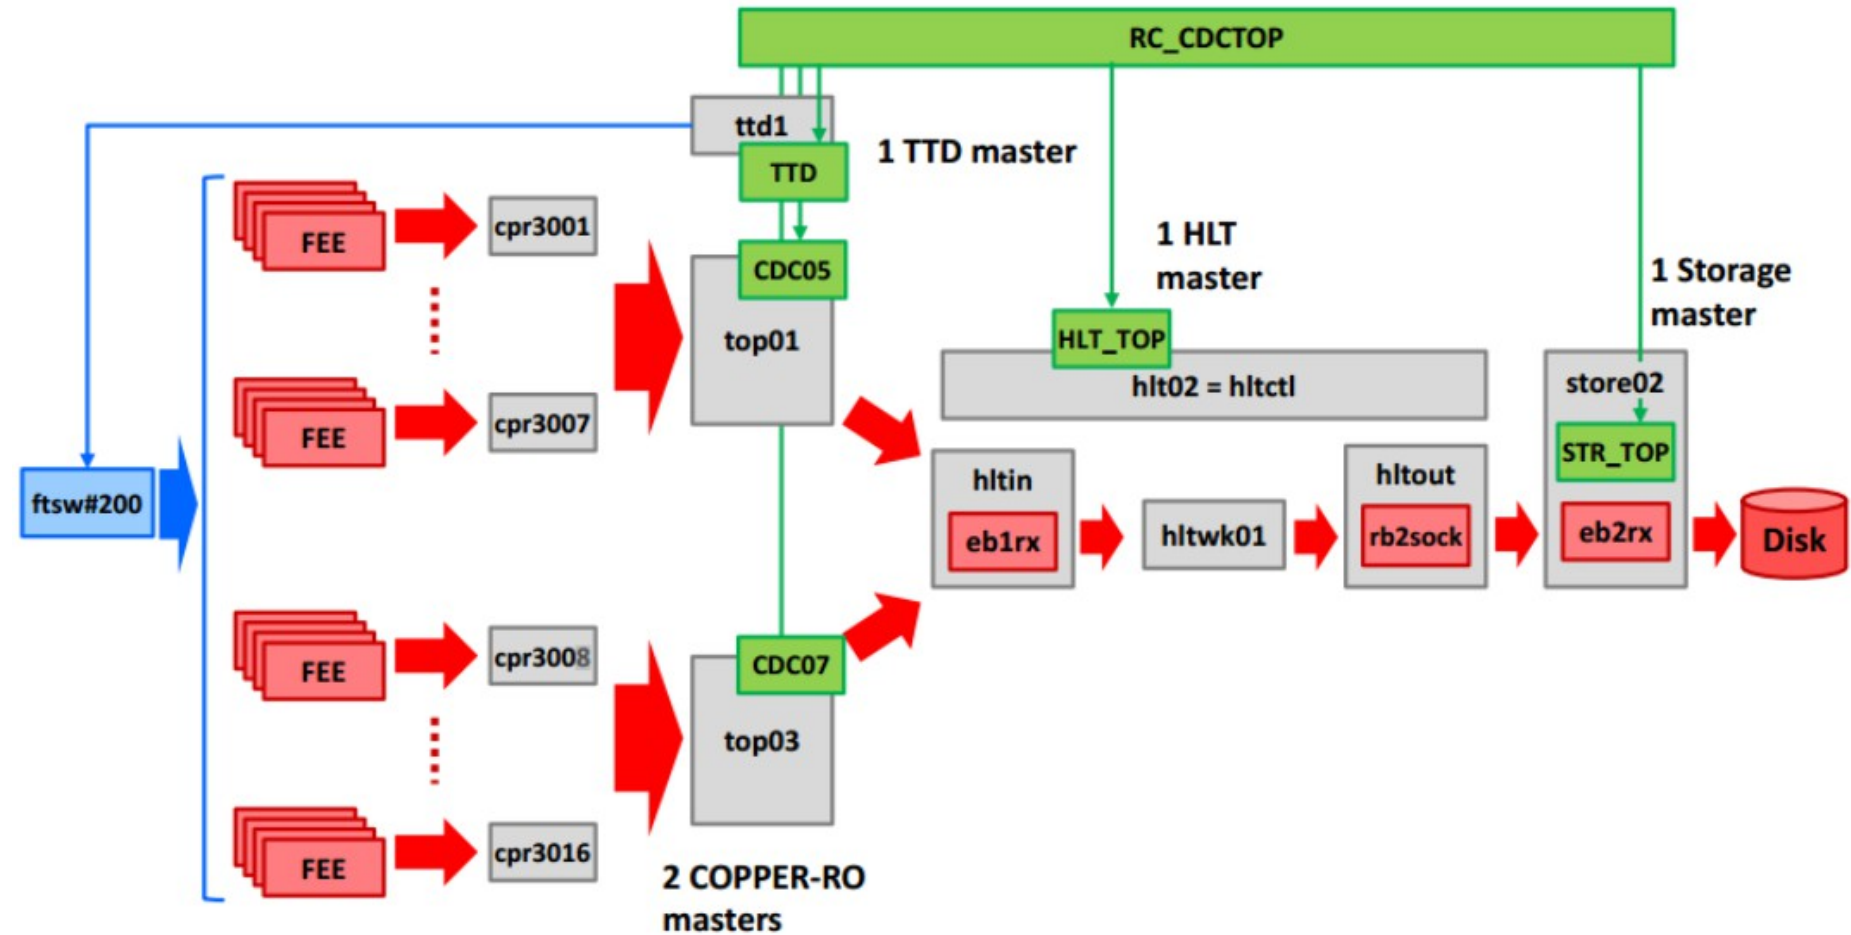 RC_CDCTOP
ttd1
TTD
1 TTD master
FEE
cpr3001
CDC05
top01
1 HLT
master
1 Storage
master
HLT_TOP
hlt02 = hltctl
store02
STR_TOP
FEE
cpr3007
ftsw#200
hltin
eb1rx
hltwk01
hltout
rb2sock
eb2rx
Disk
FEE
cpr3008
CDC07
top03
FEE
cpr3016
2 COPPER-RO
masters